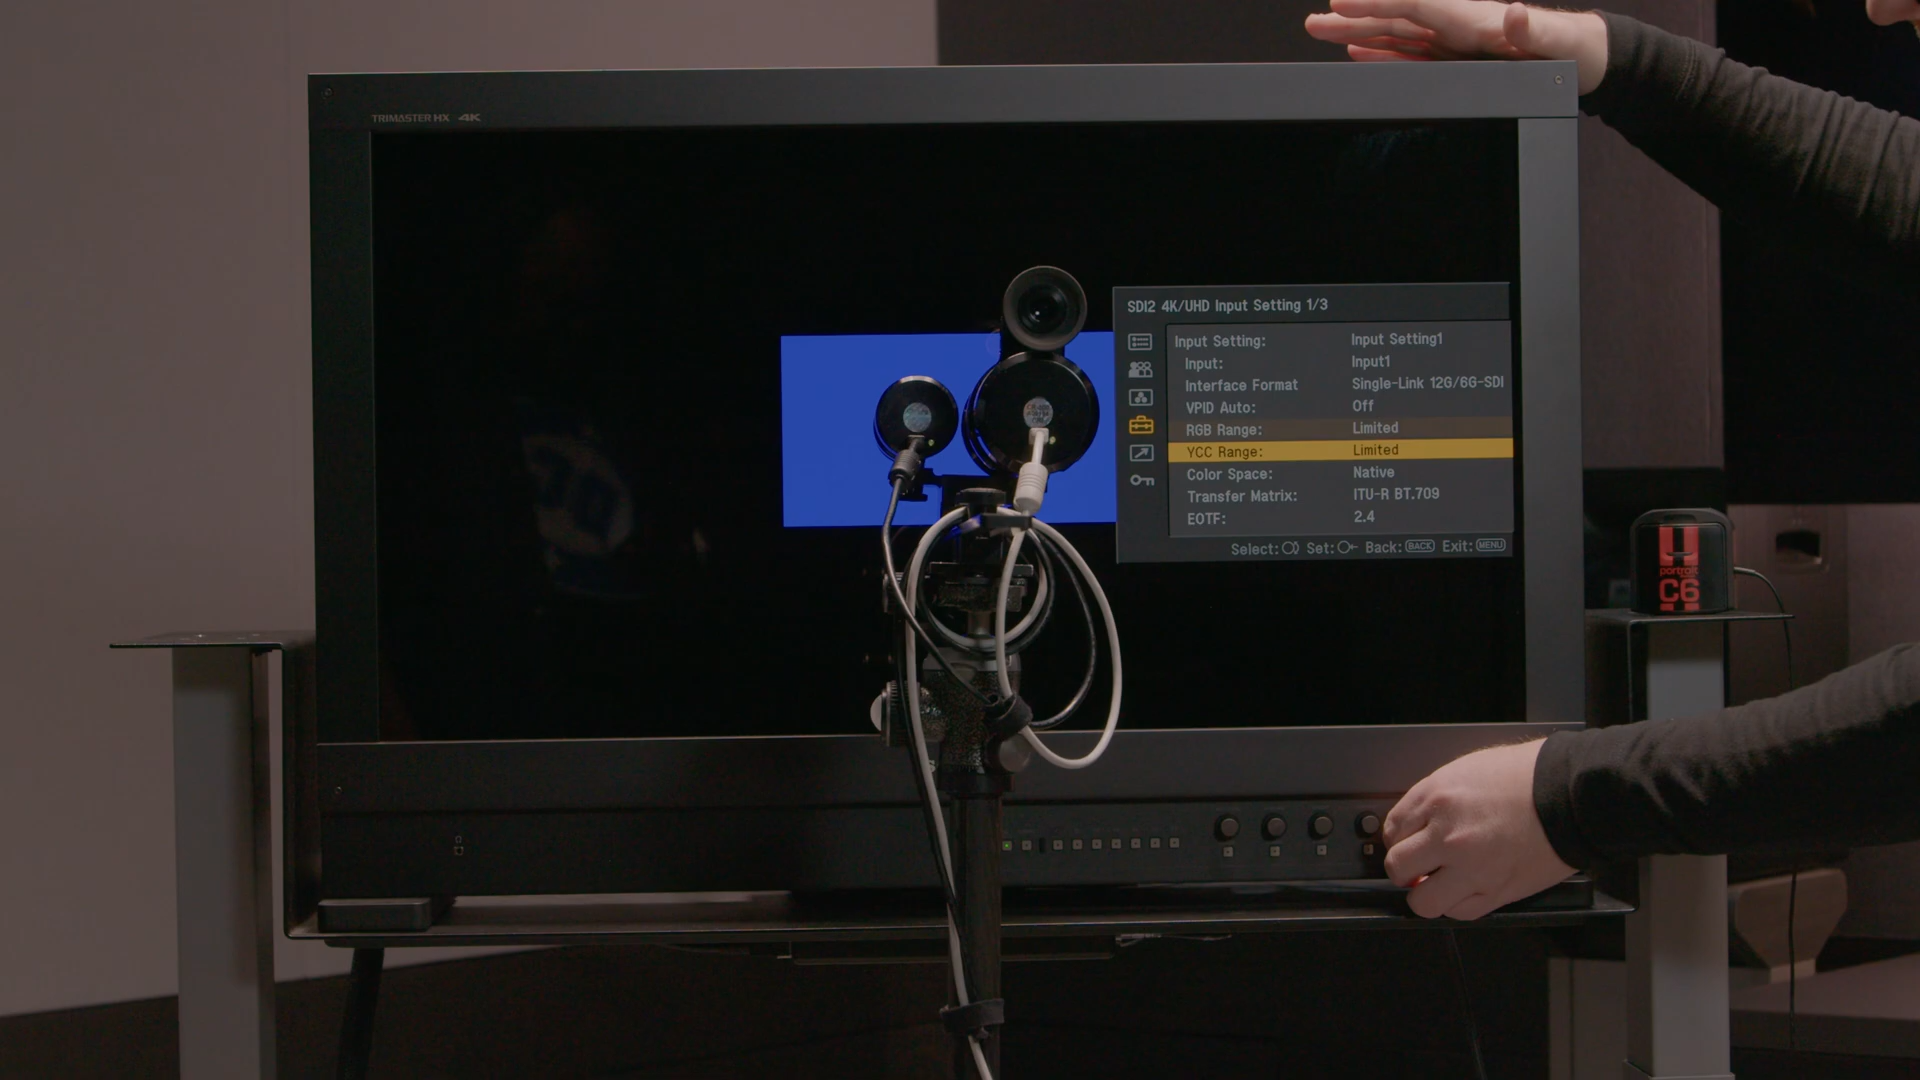 TRIMASTER HX 4K
SDI2 4K/UHD Input Setting 1/3
Input Setting: Input Setting1
Input: Input1
Interface Format Single-Link 12G/6G-SDI
VPID Auto: Off
RGB Range: Limited
YCC Range: Limited
Color Space: Native
Transfer Matrix: ITU-R BT.709
EOTF: 2.4
Select: Set: Back: BACK Exit: MENU
portrait
C6